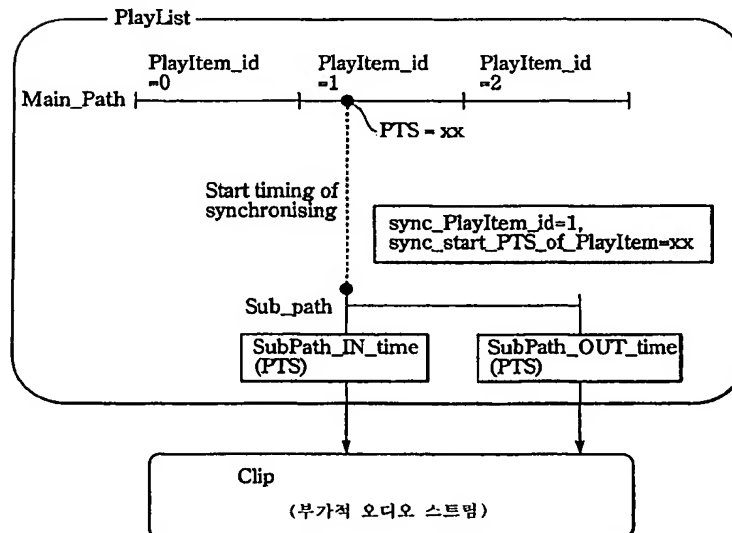 PlayList
PlayItem_id
=0
PlayItem_id
=1
PlayItem_id
=2
Main_Path
PTS = xx
Start timing of
synchronising
sync_PlayItem_id=1,
sync_start_PTS_of_PlayItem=xx
Sub_path
SubPath_IN_time
(PTS)
SubPath_OUT_time
(PTS)
Clip
(부가적 오디오 스트림)